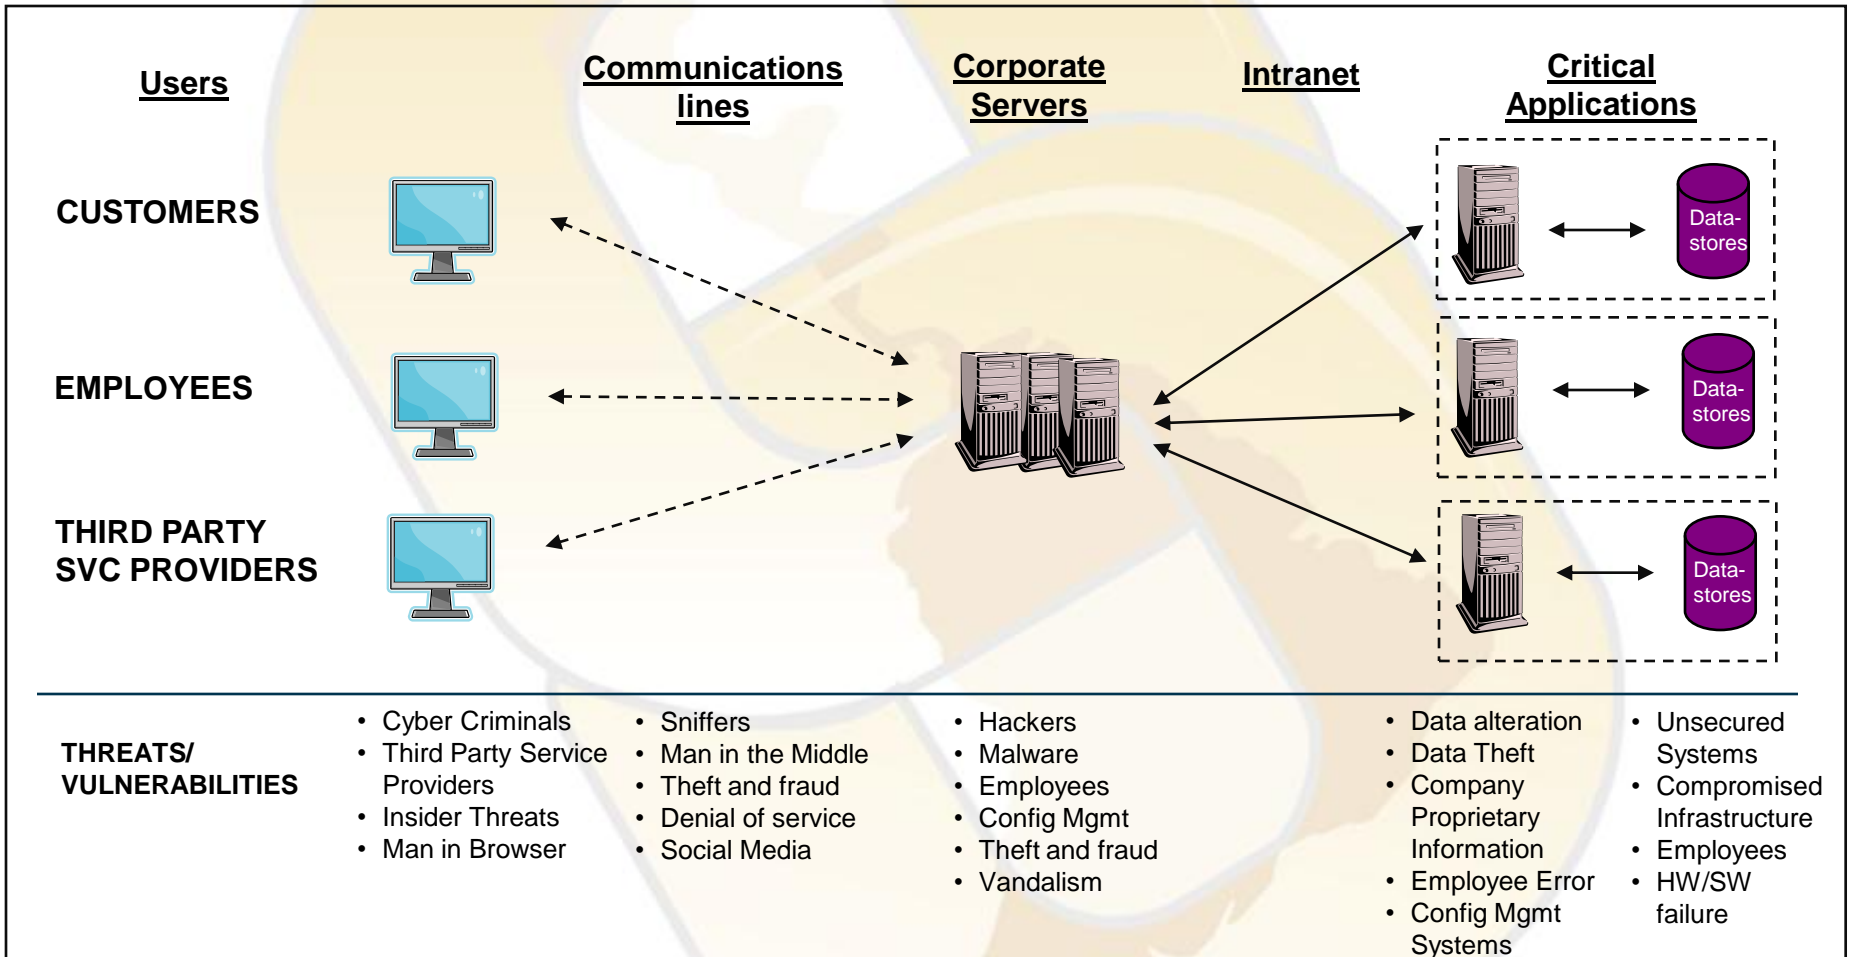 Users
Communications
lines
Corporate
Servers
Intranet
Critical
Applications
CUSTOMERS
Data-
stores
EMPLOYEES
Data-
stores
THIRD PARTY
SVC PROVIDERS
Data-
stores
THREATS/
VULNERABILITIES
• Cyber Criminals
• Third Party Service
Providers
• Insider Threats
• Man in Browser
• Sniffers
• Man in the Middle
• Theft and fraud
• Denial of service
• Social Media
• Hackers
• Malware
• Employees
• Config Mgmt
• Theft and fraud
• Vandalism
• Data alteration
• Data Theft
• Company
Proprietary
Information
• Employee Error
• Config Mgmt
Systems
• Unsecured
Systems
• Compromised
Infrastructure
• Employees
• HW/SW
failure